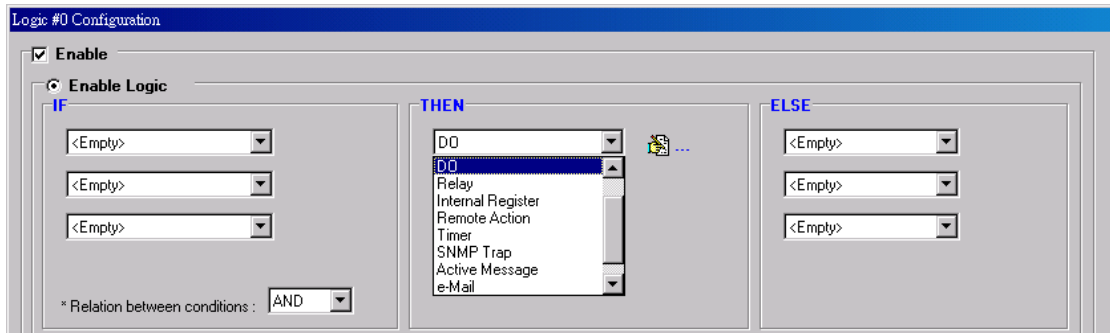 Logic #0 Configuration
Enable
Enable Logic
IF
THEN
ELSE
<Empty>
DO
...
<Empty>
<Empty>
DO
<Empty>
Relay
Internal Register
<Empty>
Remote Action
<Empty>
Timer
<Empty>
SNMP Trap
Active Message
e-Mail
* Relation between conditions :
AND